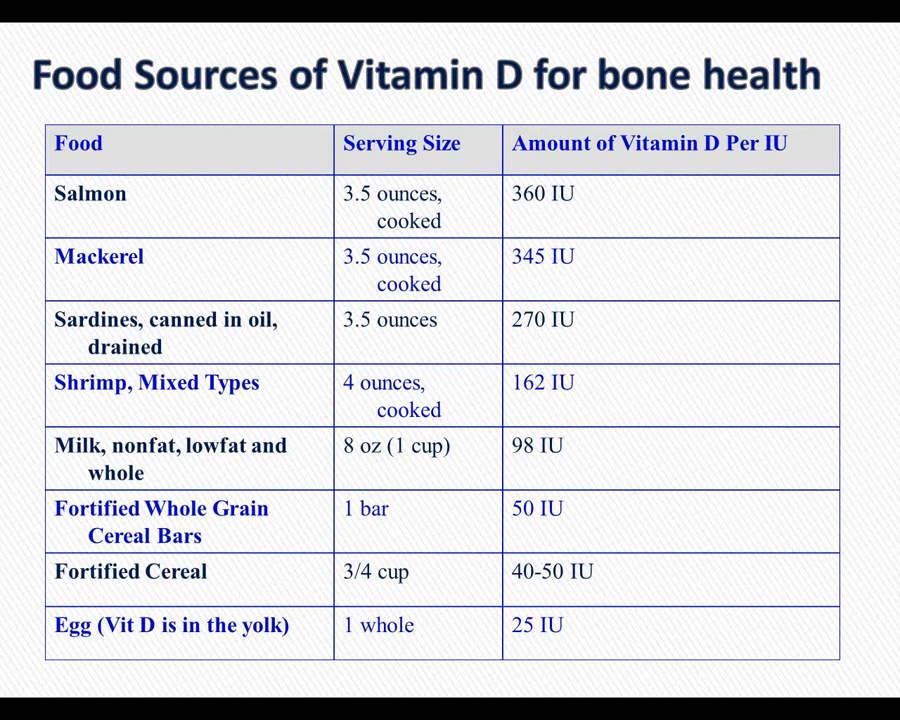 Food Sources of Vitamin D for bone health
Food Serving Size Amount of Vitamin D Per IU
Salmon 3.5 ounces, 360 IU
cooked
Mackerel 3.5 ounces, 345 IU
cooked
Sardines, canned in oil, 3.5 ounces 270 IU
drained
Shrimp, Mixed Types 4 ounces, 162 IU
cooked
Milk, nonfat, lowfat and 8 oz (1 cup) 98 IU
whole
Fortified Whole Grain 1 bar 50 IU
Cereal Bars
Fortified Cereal 3/4 cup 40-50 IU
Egg (Vit D is in the yolk) 1 whole 25 IU